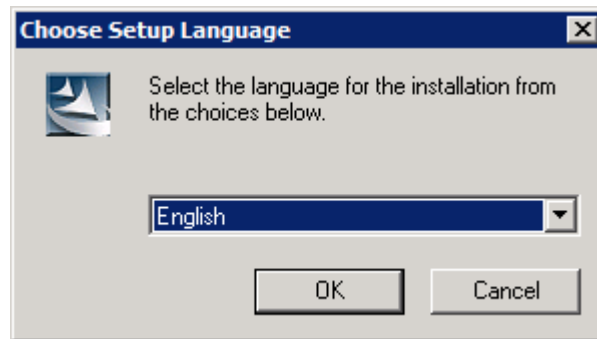 Choose Setup Language
Select the language for the installation from
the choices below.
English
OK
Cancel